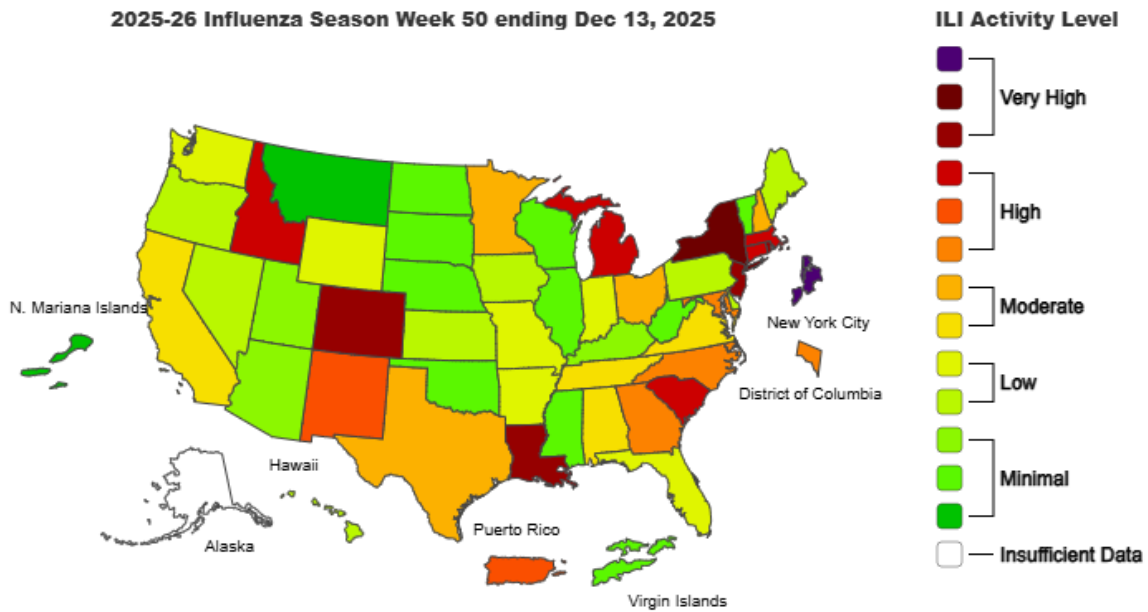 2025-26 Influenza Season Week 50 ending Dec 13, 2025
ILI Activity Level
Very High
High
Moderate
Low
Minimal
Insufficient Data
N. Mariana Islands
New York City
District of Columbia
Hawaii
Alaska
Puerto Rico
Virgin Islands